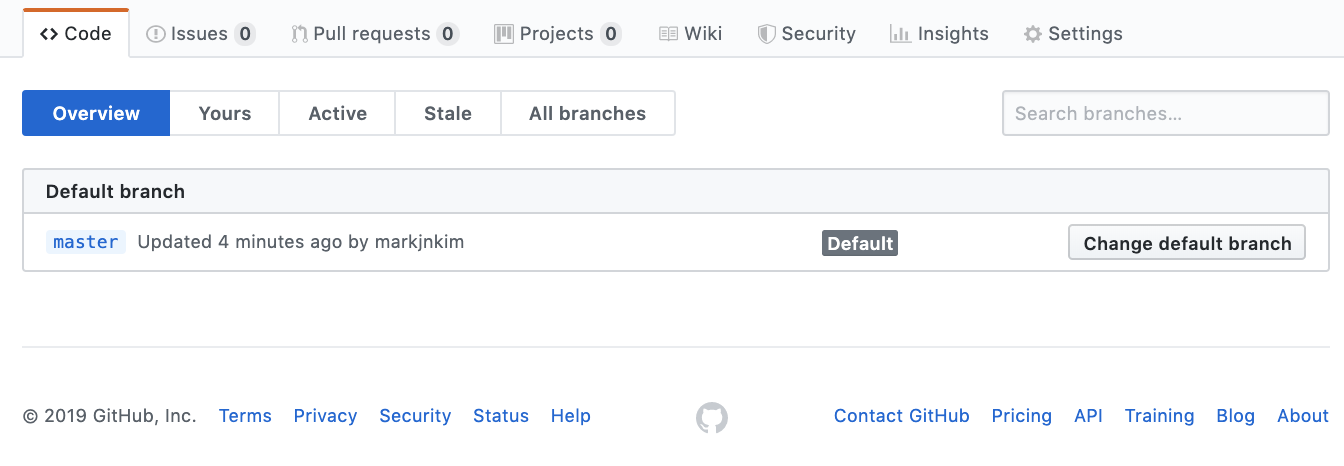 Code Issues 0 Pull requests 0 Projects 0 Wiki Security Insights Settings
Overview Yours Active Stale All branches Search branches...
Default branch
master Updated 4 minutes ago by markjnkim Default Change default branch
© 2019 GitHub, Inc. Terms Privacy Security Status Help Contact GitHub Pricing API Training Blog About